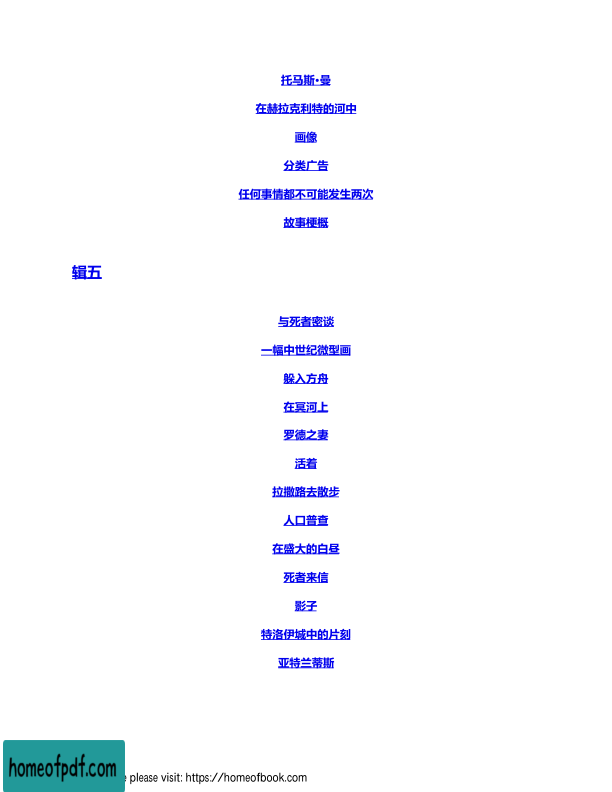 托马斯·曼
在赫拉克利特的河中
画像
分类广告
任何事情都不可能发生两次
故事梗概
辑五
与死者密谈
一幅中世纪微型画
躲入方舟
在冥河上
罗德之妻
活着
拉撒路去散步
人口普查
在盛大的白昼
死者来信
影子
特洛伊城中的片刻
亚特兰蒂斯
homeofpdf.com
please visit: https://homeofbook.com